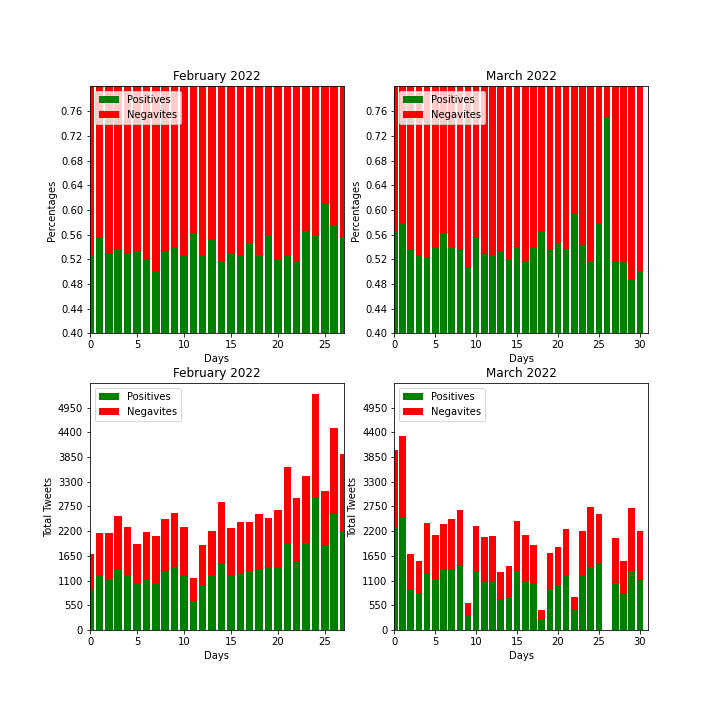 February 2022
Positives
Negavites
Percentages
0.76
0.72
0.68
0.64
0.60
0.56
0.52
0.48
0.44
0.40
0 5 10 15 20 25
Days
March 2022
Positives
Negavites
Percentages
0.76
0.72
0.68
0.64
0.60
0.56
0.52
0.48
0.44
0.40
0 5 10 15 20 25 30
Days
February 2022
Positives
Negavites
Total Tweets
4950
4400
3850
3300
2750
2200
1650
1100
550
0
0 5 10 15 20 25
Days
March 2022
Positives
Negavites
Total Tweets
4950
4400
3850
3300
2750
2200
1650
1100
550
0
0 5 10 15 20 25 30
Days